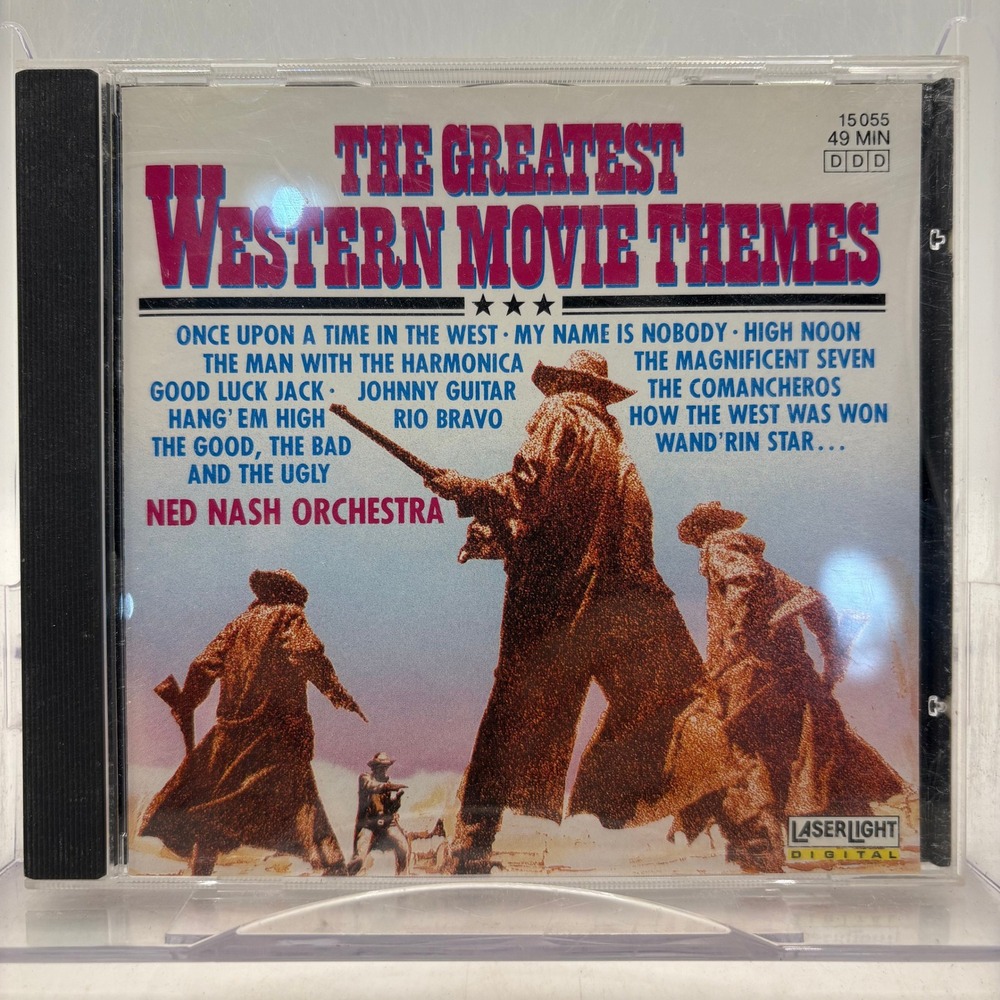 15 055
49 MIN
D D D
THE GREATEST
WESTERN MOVIE THEMES
ONCE UPON A TIME IN THE WEST · MY NAME IS NOBODY · HIGH NOON
THE MAN WITH THE HARMONICA THE MAGNIFICENT SEVEN
GOOD LUCK JACK · JOHNNY GUITAR THE COMANCHEROS
HANG'EM HIGH RIO BRAVO HOW THE WEST WAS WON
THE GOOD, THE BAD WAND'RIN STAR...
AND THE UGLY
NED NASH ORCHESTRA
LASERLIGHT
DIGITAL